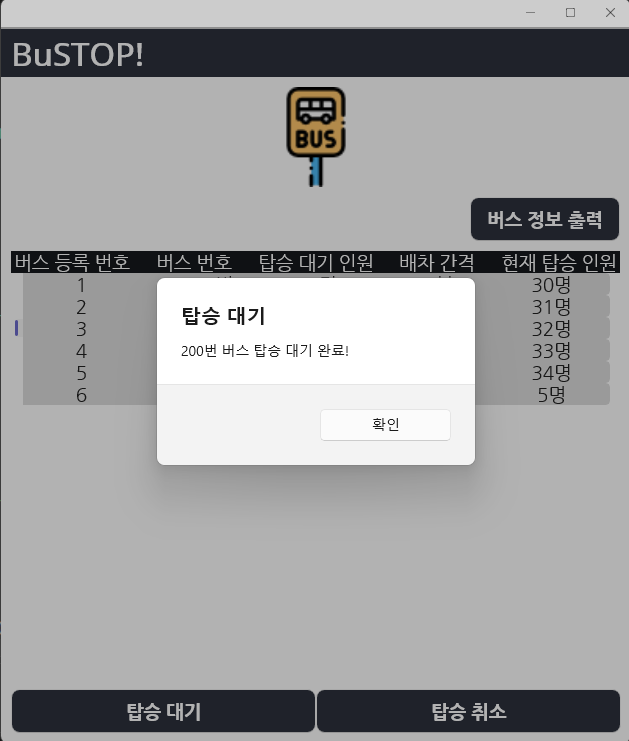 BuSTOP!
BUS
버스 정보 출력
버스 등록 번호 버스 번호 탑승 대기 인원 배차 간격 현재 탑승 인원
1 30명
2 31명
3 32명
4 33명
5 34명
6 5명
탑승 대기
200번 버스 탑승 대기 완료!
확인
탑승 대기 탑승 취소